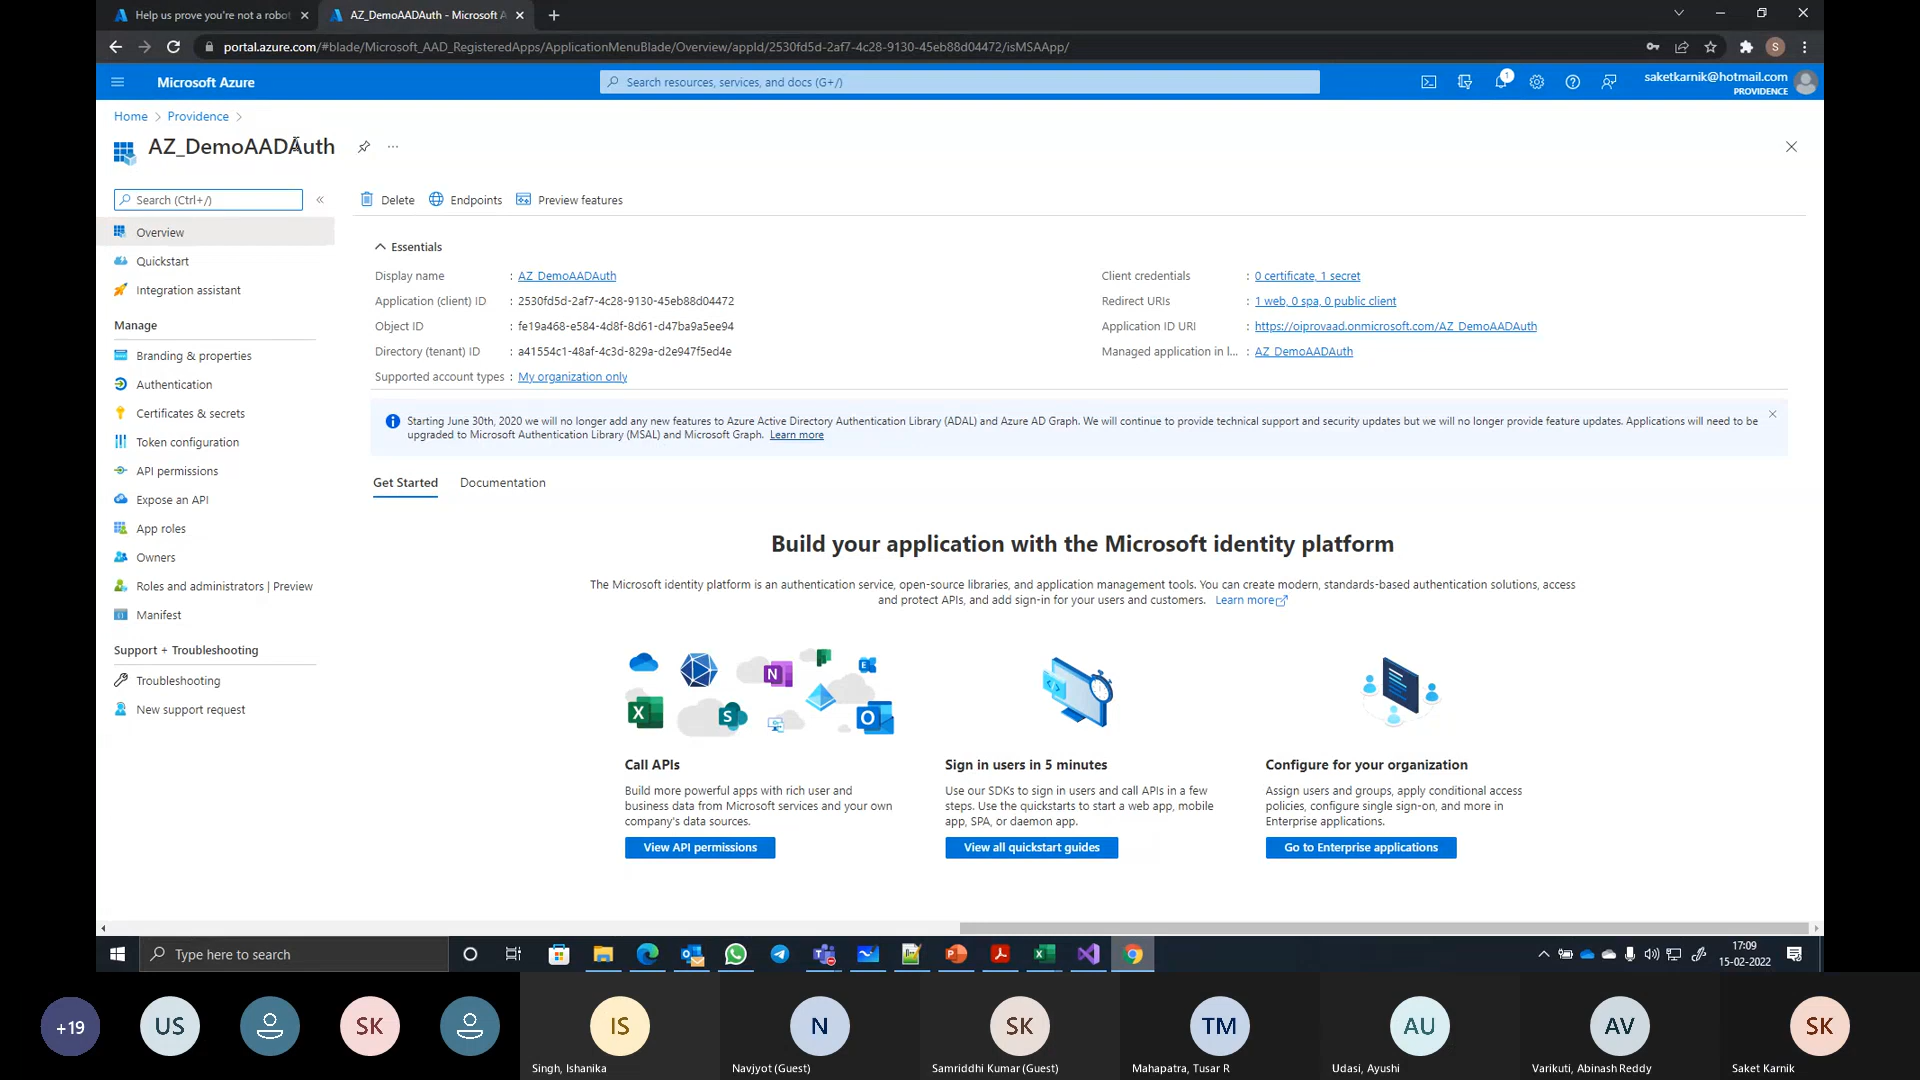 Help us prove you're not a robot
AZ_DemoAADAuth - Microsoft A
portal.azure.com/#blade/Microsoft_AAD_RegisteredApps/ApplicationMenuBlade/Overview/appId/2530fd5d-2af7-4c28-9130-45eb88d04472/isMSAApp/
S
Microsoft Azure
Search resources, services, and docs (G+/)
1
saketkarnik@hotmail.com
PROVIDENCE
Home > Providence >
AZ_DemoAADAuth
Search (Ctrl+/)
Delete
Endpoints
Preview features
Overview
Quickstart
Integration assistant
Manage
Branding & properties
Authentication
Certificates & secrets
Token configuration
API permissions
Expose an API
App roles
Owners
Roles and administrators | Preview
Manifest
Support + Troubleshooting
Troubleshooting
New support request
Essentials
Display name : AZ_DemoAADAuth
Application (client) ID : 2530fd5d-2af7-4c28-9130-45eb88d04472
Object ID : fe19a468-e584-4d8f-8d61-d47ba9a5ee94
Directory (tenant) ID : a41554c1-48af-4c3d-829a-d2e947f5ed4e
Supported account types : My organization only
Client credentials : 0 certificate, 1 secret
Redirect URIs : 1 web, 0 spa, 0 public client
Application ID URI : https://oiprovaad.onmicrosoft.com/AZ_DemoAADAuth
Managed application in l... : AZ_DemoAADAuth
Starting June 30th, 2020 we will no longer add any new features to Azure Active Directory Authentication Library (ADAL) and Azure AD Graph. We will continue to provide technical support and security updates but we will no longer provide feature updates. Applications will need to be
upgraded to Microsoft Authentication Library (MSAL) and Microsoft Graph. Learn more
Get Started
Documentation
Build your application with the Microsoft identity platform
The Microsoft identity platform is an authentication service, open-source libraries, and application management tools. You can create modern, standards-based authentication solutions, access
and protect APIs, and add sign-in for your users and customers. Learn more
Call APIs
Build more powerful apps with rich user and
business data from Microsoft services and your own
company's data sources.
View API permissions
Sign in users in 5 minutes
Use our SDKs to sign in users and call APIs in a few
steps. Use the quickstarts to start a web app, mobile
app, SPA, or daemon app.
View all quickstart guides
Configure for your organization
Assign users and groups, apply conditional access
policies, configure single sign-on, and more in
Enterprise applications.
Go to Enterprise applications
Type here to search
17:09
15-02-2022
+19
US
SK
IS
Singh, Ishanika
N
Navjyot (Guest)
SK
Samriddhi Kumar (Guest)
TM
Mahapatra, Tusar R
AU
Udasi, Ayushi
AV
Varikuti, Abinash Reddy
SK
Saket Karnik